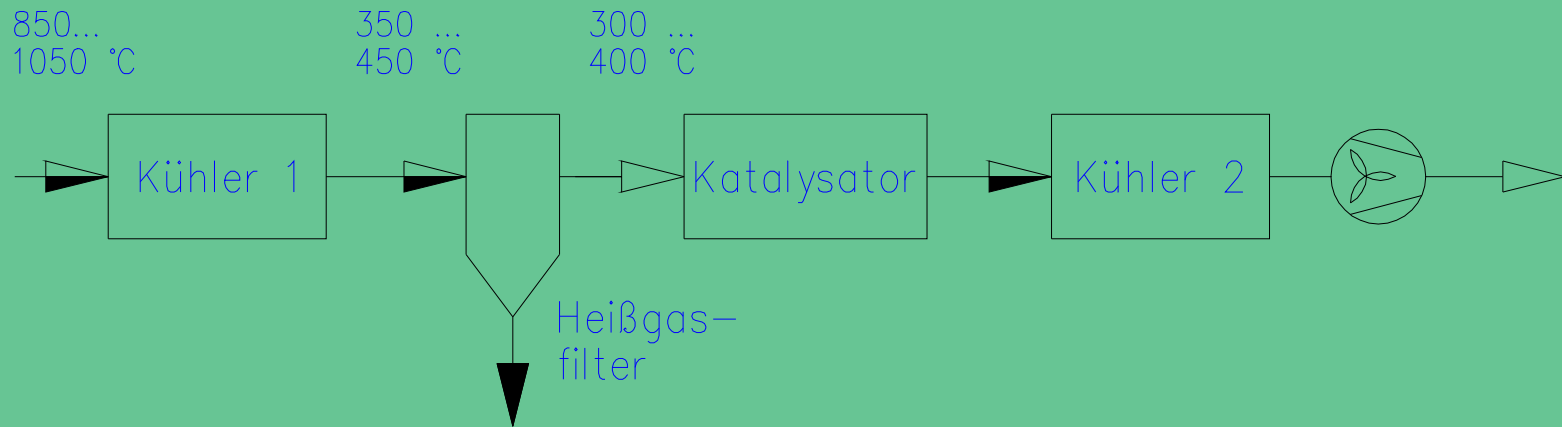 850...
1050 °C
350 ...
450 °C
300 ...
400 °C
Kühler 1
Katalysator
Kühler 2
Heißgas-
filter